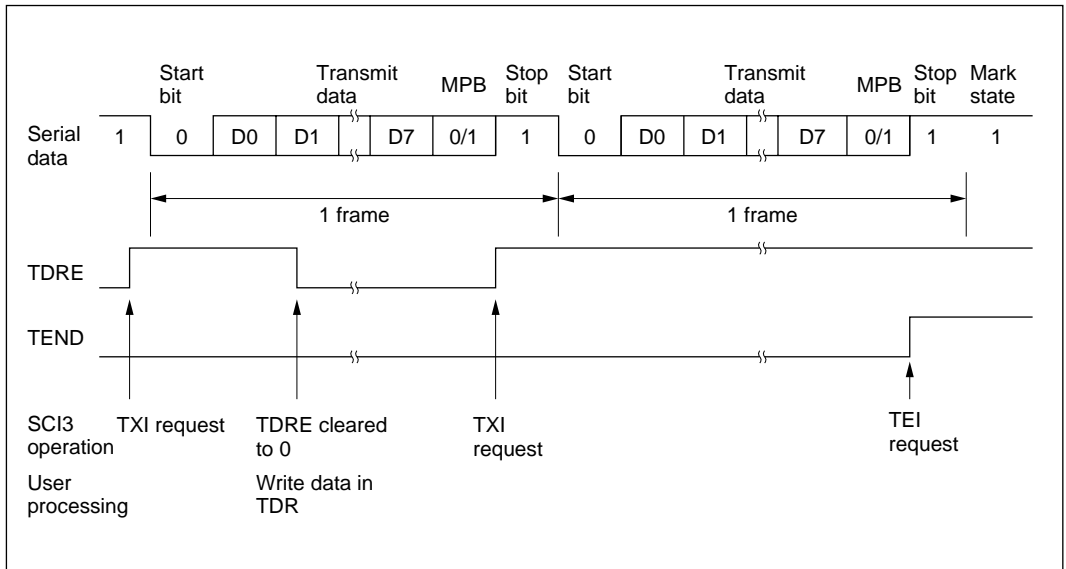 Start bit Transmit data MPB Stop bit Start bit Transmit data MPB Stop bit Mark state
Serial data 1 0 D0 D1 D7 0/1 1 0 D0 D1 D7 0/1 1 1
1 frame 1 frame
TDRE
TEND
SCI3 operation TXI request TDRE cleared to 0 TXI request TEI request
User processing Write data in TDR